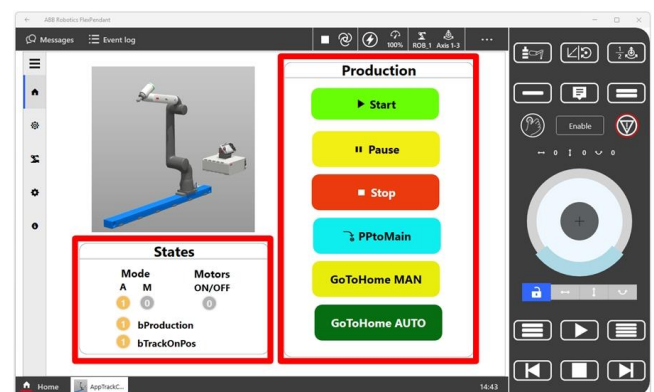 ABB Robotics FlexPendant
Messages Event log
100% ROB_1 Axis 1-3 ...
Production
Start
Pause
Stop
PPtoMain
GoToHome MAN
GoToHome AUTO
States
Mode Motors
A M ON/OFF
1 0 0
1 bProduction
1 bTrackOnPos
Enable
0 0 0
Home AppTrackC... 14:43